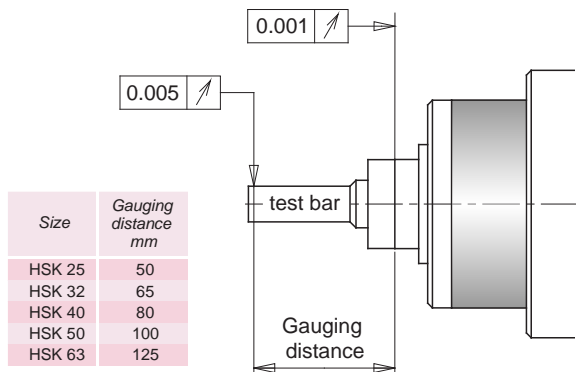 0.001
0.005
test bar
Size Gauging distance mm
HSK 25 50
HSK 32 65
HSK 40 80
HSK 50 100
HSK 63 125
Gauging
distance